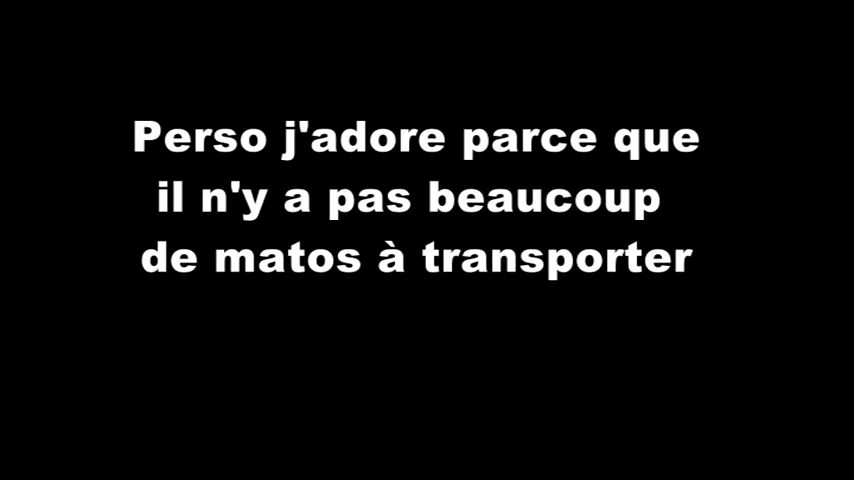 Perso j'adore parce que
il n'y a pas beaucoup
de matos à transporter